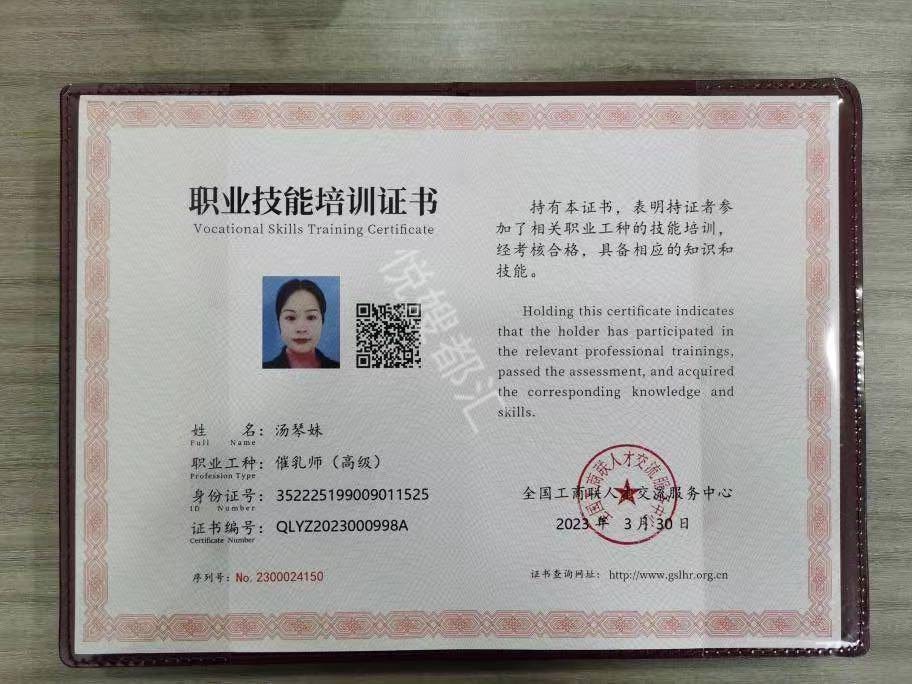 职业技能培训证书
Vocational Skills Training Certificate
姓名：汤琴妹
Full Name
职业工种：催乳师（高级）
Profession Type
身份证号：352225199009011525
ID Number
证书编号：QLYZ2023000998A
Certificate Number
序列号：No. 2300024150
持有本证书，表明持证者参
加了相关职业工种的技能培训，
经考核合格，具备相应的知识和
技能。
Holding this certificate indicates
that the holder has participated in
the relevant professional trainings,
passed the assessment, and acquired
the corresponding knowledge and
skills.
全国工商联人才交流服务中心
2023 年 3 月 30 日
证书查询网址：http://www.gslhr.org.cn
全国工商联人才交流服务中心
悦嫂都汇